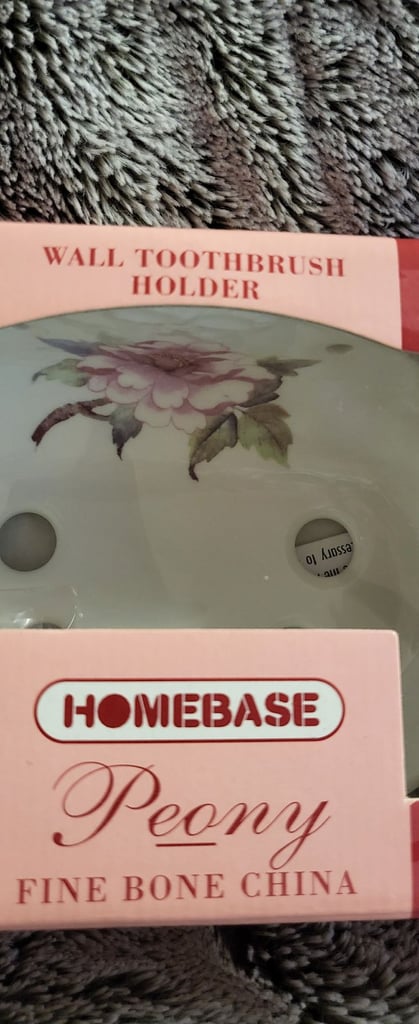 WALL TOOTHBRUSH
HOLDER
HOMEBASE
Peony
FINE BONE CHINA